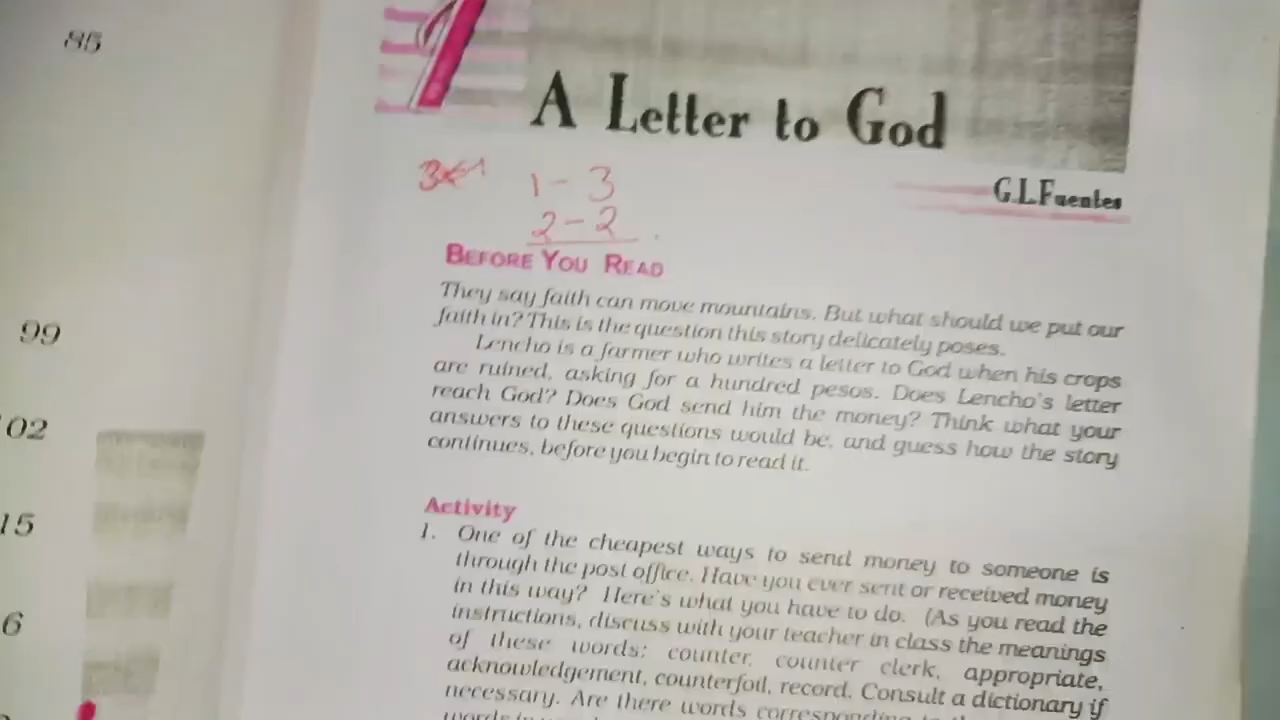 85
99
02
15
6
1
A Letter to God
G.L.Fuentes
1 - 3
2 - 2
BEFORE YOU READ
They say faith can move mountains. But what should we put our
faith in? This is the question this story delicately poses.
Lencho is a farmer who writes a letter to God when his crops
are ruined, asking for a hundred pesos. Does Lencho's letter
reach God? Does God send him the money? Think what your
answers to these questions would be, and guess how the story
continues, before you begin to read it.
Activity
1. One of the cheapest ways to send money to someone is
through the post office. Have you ever sent or received money
in this way? Here's what you have to do. (As you read the
instructions, discuss with your teacher in class the meanings
of these words: counter, counter clerk, appropriate,
acknowledgement, counterfoil, record. Consult a dictionary if
necessary. Are there words corresponding to
words in